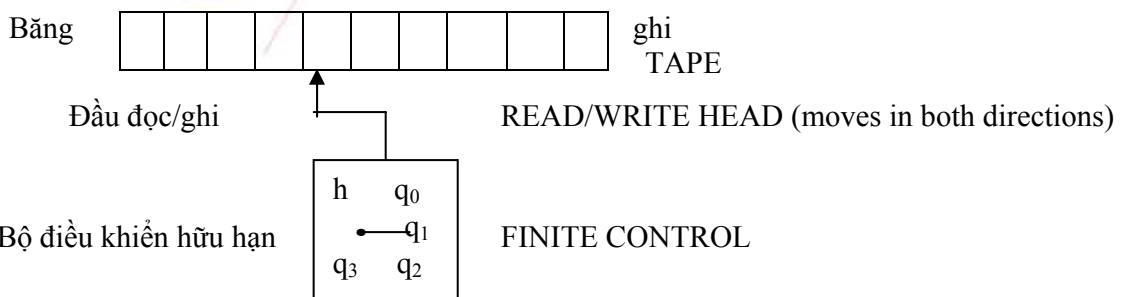 Băng ghi
TAPE
Đầu đọc/ghi READ/WRITE HEAD (moves in both directions)
h q₀
Bộ điều khiển hữu hạn q₁ FINITE CONTROL
q₃ q₂